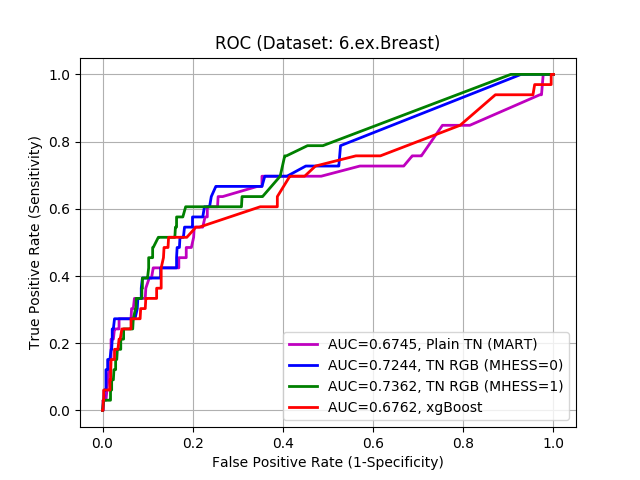 ROC (Dataset: 6.ex.Breast)
True Positive Rate (Sensitivity)
1.0
0.8
0.6
0.4
0.2
0.0
AUC=0.6745, Plain TN (MART)
AUC=0.7244, TN RGB (MHESS=0)
AUC=0.7362, TN RGB (MHESS=1)
AUC=0.6762, xgBoost
0.0 0.2 0.4 0.6 0.8 1.0
False Positive Rate (1-Specificity)